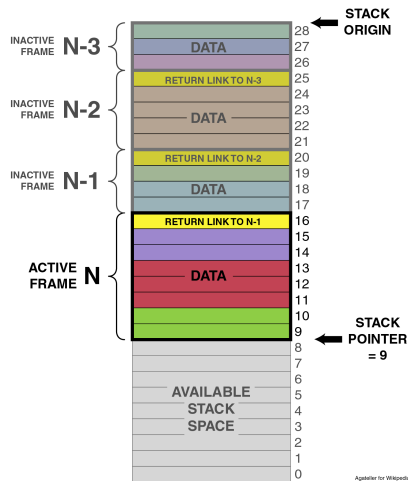 STACK
ORIGIN
28
27
26
25
24
23
22
21
20
19
18
17
16
15
14
13
12
11
10
9
8
7
6
5
4
3
2
1
0
INACTIVE
FRAME N-3
DATA
RETURN LINK TO N-3
INACTIVE
FRAME N-2
DATA
RETURN LINK TO N-2
INACTIVE
FRAME N-1
DATA
RETURN LINK TO N-1
ACTIVE
FRAME N
DATA
STACK
POINTER
= 9
AVAILABLE
STACK
SPACE
Agateller for Wikipedia